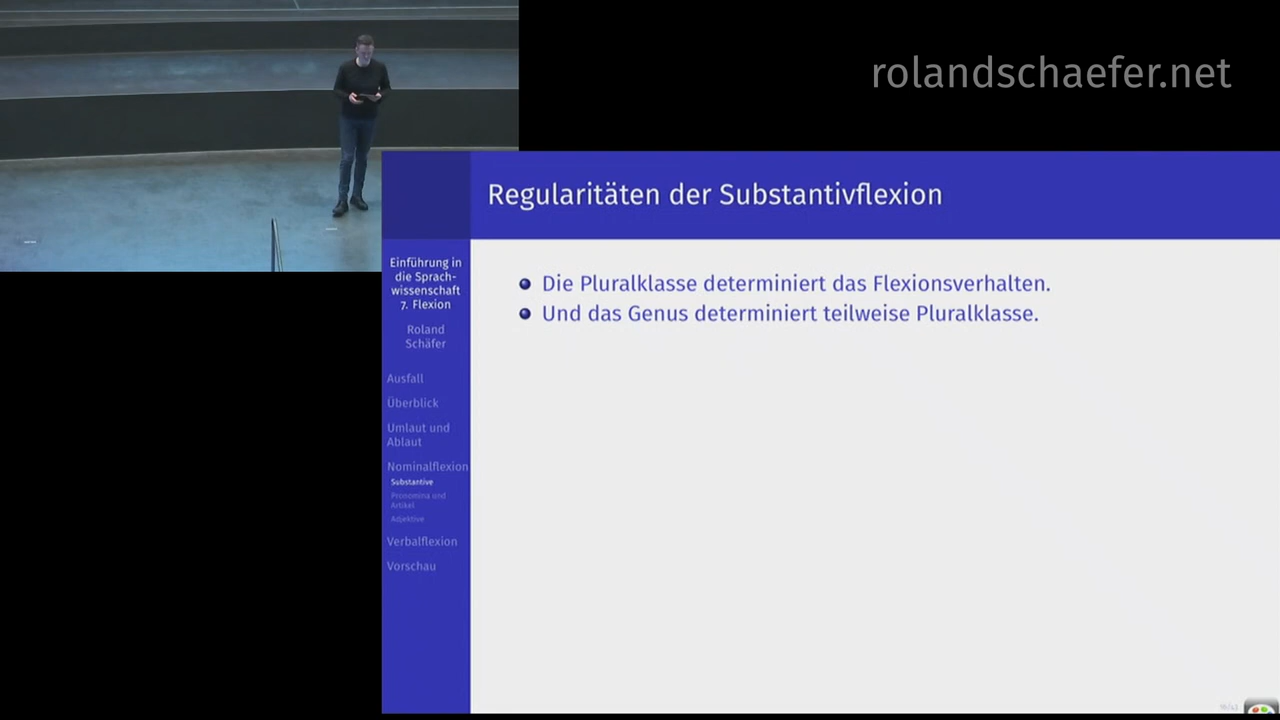 rolandschaefer.net
Regularitäten der Substantivflexion
Einführung in
die Sprach-
wissenschaft
7. Flexion
Roland
Schäfer
Ausfall
Überblick
Umlaut und
Ablaut
Nominalflexion
Substantive
Pronomina und
Artikel
Adjektive
Verbalflexion
Vorschau
Die Pluralklasse determiniert das Flexionsverhalten.
Und das Genus determiniert teilweise Pluralklasse.